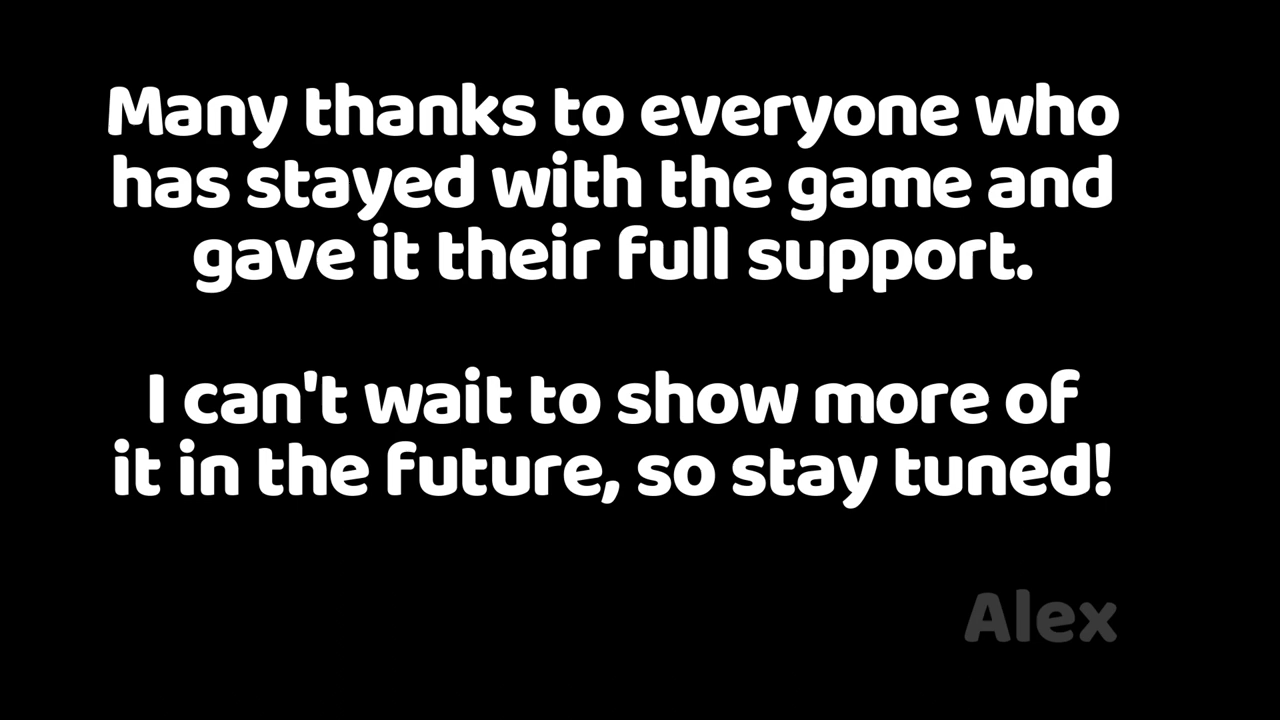 Many thanks to everyone who
has stayed with the game and
gave it their full support.
I can't wait to show more of
it in the future, so stay tuned!
Alex